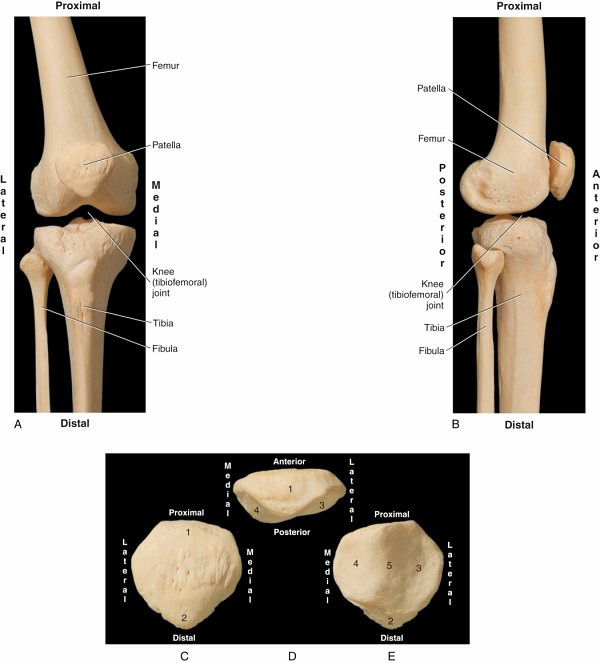 Proximal
Femur
Patella
Lateral
Medial
Knee
(tibiofemoral)
joint
Tibia
Fibula
A
Distal
Proximal
Patella
Femur
Posterior
Anterior
Knee
(tibiofemoral)
joint
Tibia
Fibula
B
Distal
Anterior
Medial
Lateral
1
4
3
Posterior
Proximal
Lateral
Medial
1
2
Distal
Proximal
Medial
Lateral
4
5
3
2
Distal
C
D
E